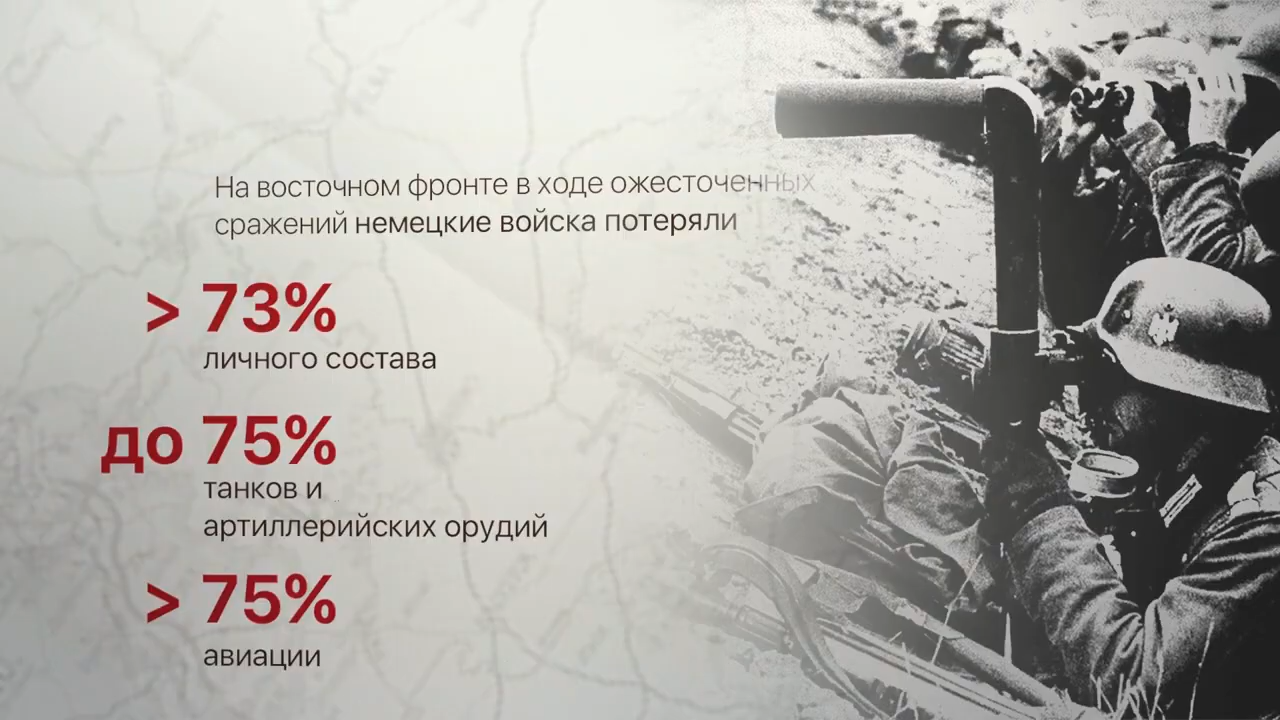 На восточном фронте в ходе ожесточенных
сражений немецкие войска потеряли
> 73%
личного состава
до 75%
танков и
артиллерийских орудий
> 75%
авиации